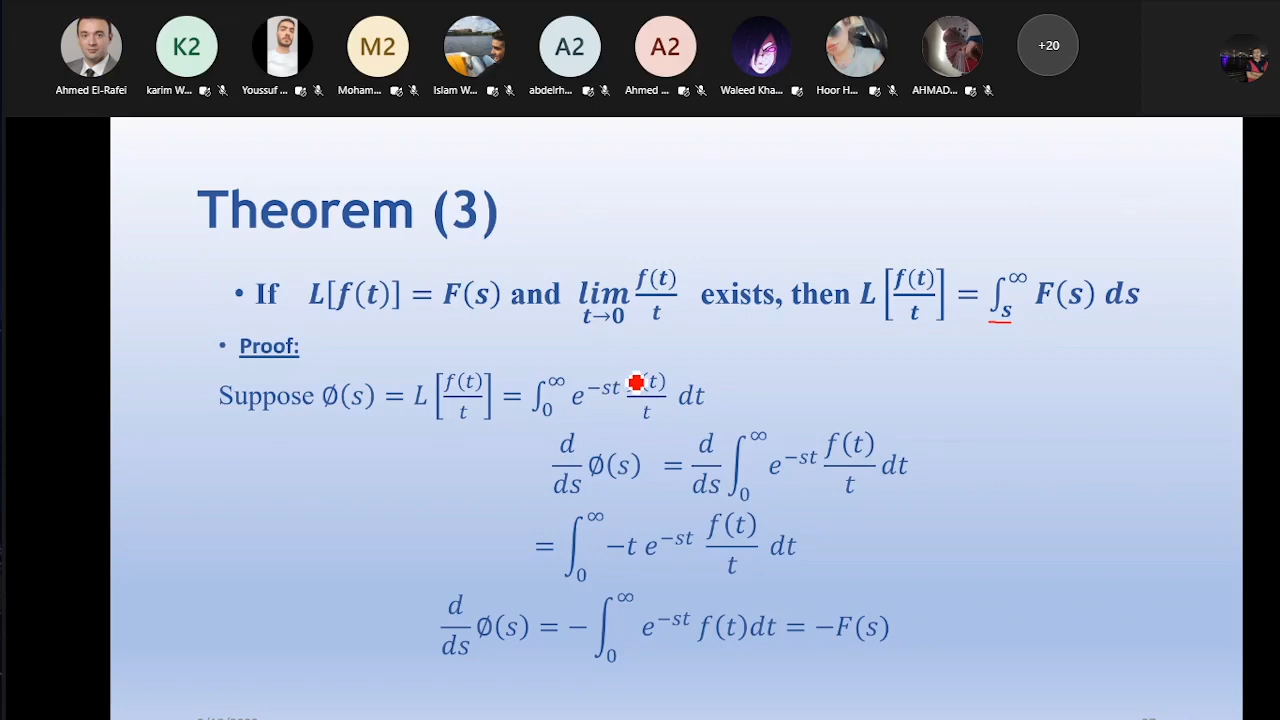 K2 M2 A2 A2 +20
Ahmed El-Rafei karim W... Youssuf ... Moham... Islam W... abdelrh... Ahmed ... Waleed Kha... Hoor H... AHMAD...
Theorem (3)
• If L[f(t)] = F(s) and lim_{t→0} f(t)/t exists, then L[f(t)/t] = ∫_s^∞ F(s) ds
• Proof:
Suppose ∅(s) = L[f(t)/t] = ∫_0^∞ e^{−st} f(t)/t dt
d/ds ∅(s) = d/ds ∫_0^∞ e^{−st} f(t)/t dt
= ∫_0^∞ −t e^{−st} f(t)/t dt
d/ds ∅(s) = − ∫_0^∞ e^{−st} f(t)dt = −F(s)